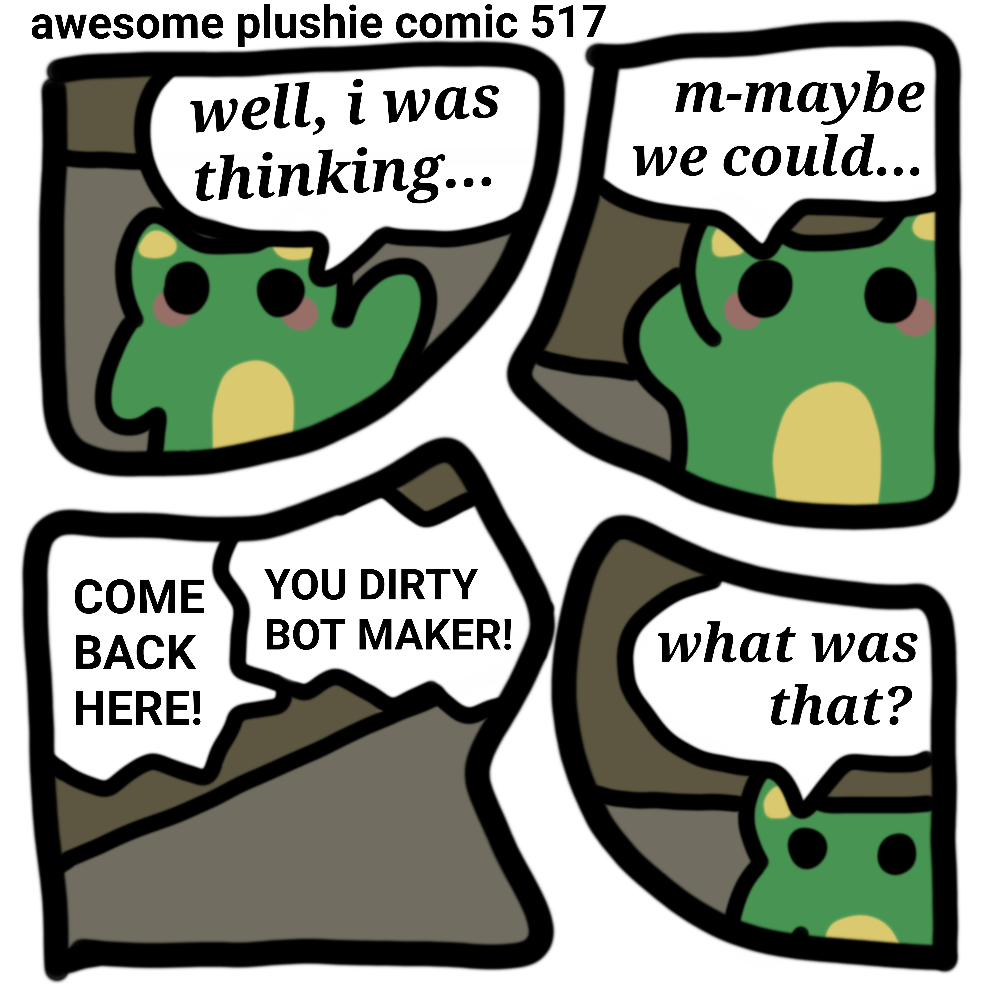 awesome plushie comic 517
well, i was
thinking...
m-maybe
we could...
COME
BACK
HERE!
YOU DIRTY
BOT MAKER!
what was
that?